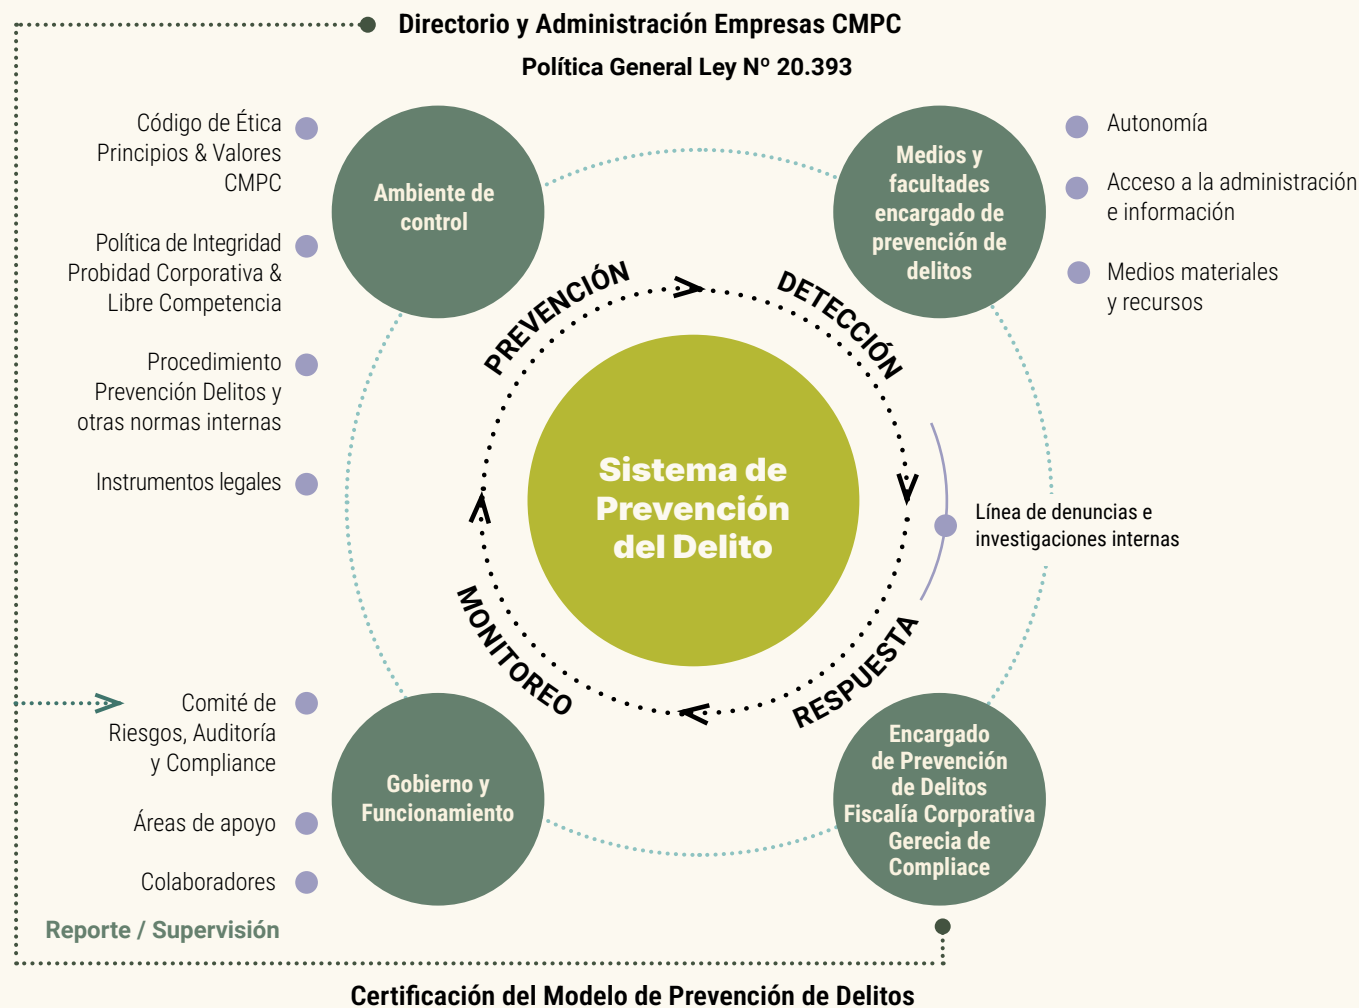 Directorio y Administración Empresas CMPC
Política General Ley Nº 20.393
Código de Ética
Principios & Valores
CMPC
Política de Integridad
Probidad Corporativa &
Libre Competencia
Procedimiento
Prevención Delitos y
otras normas internas
Instrumentos legales
Ambiente de
control
Medios y
facultades
encargado de
prevención de
delitos
Autonomía
Acceso a la administración
e información
Medios materiales
y recursos
PREVENCIÓN
DETECCIÓN
Sistema de
Prevención
del Delito
Línea de denuncias e
investigaciones internas
MONITOREO
RESPUESTA
Comité de
Riesgos, Auditoría
y Compliance
Áreas de apoyo
Colaboradores
Gobierno y
Funcionamiento
Encargado
de Prevención
de Delitos
Fiscalía Corporativa
Gerecia de
Compliace
Reporte / Supervisión
Certificación del Modelo de Prevención de Delitos